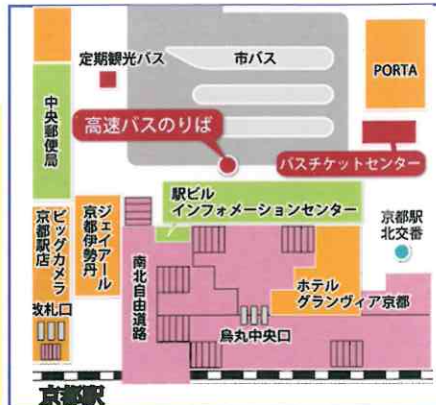 定期観光バス
市バス
PORTA
中央郵便局
高速バスのりば
バスチケットセンター
駅ビル
インフォメーションセンター
京都駅
北交番
ジェイアール
京都伊勢丹
ビッグカメラ
京都駅店
南北自由道路
ホテル
グランヴィア京都
改札口
烏丸中央口
京都駅